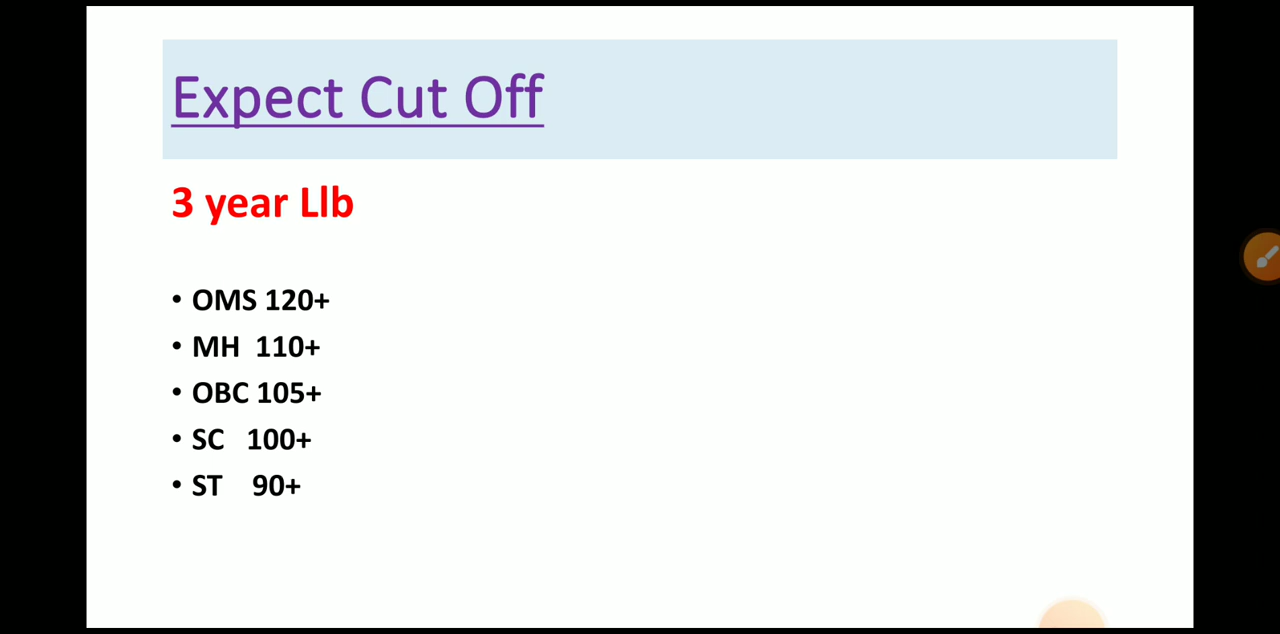 Expect Cut Off
3 year Llb
• OMS 120+
• MH 110+
• OBC 105+
• SC 100+
• ST 90+